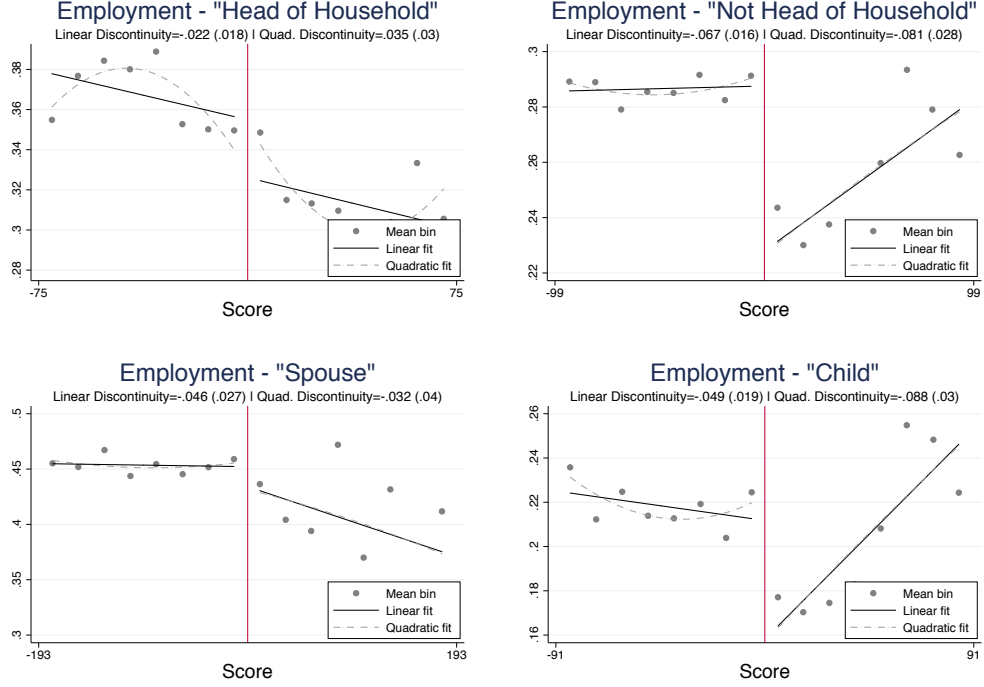 Employment - "Head of Household"
Linear Discontinuity=-.022 (.018) | Quad. Discontinuity=.035 (.03)
.38
.36
.34
.32
.3
.28
-75
75
Score
Mean bin
Linear fit
Quadratic fit
Employment - "Not Head of Household"
Linear Discontinuity=-.067 (.016) | Quad. Discontinuity=-.081 (.028)
.3
.28
.26
.24
.22
-99
99
Score
Mean bin
Linear fit
Quadratic fit
Employment - "Spouse"
Linear Discontinuity=-.046 (.027) | Quad. Discontinuity=-.032 (.04)
.5
.45
.4
.35
.3
-193
193
Score
Mean bin
Linear fit
Quadratic fit
Employment - "Child"
Linear Discontinuity=-.049 (.019) | Quad. Discontinuity=-.088 (.03)
.26
.24
.22
.2
.18
.16
-91
91
Score
Mean bin
Linear fit
Quadratic fit